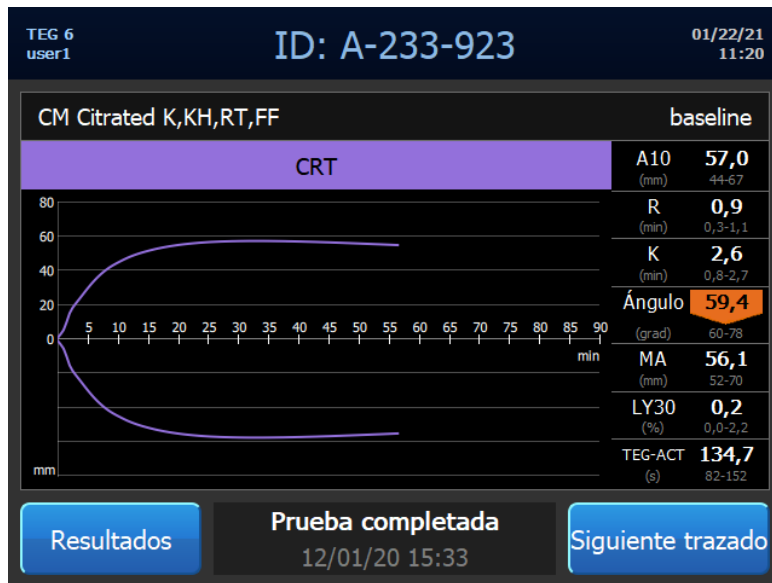 TEG 6
user1
ID: A-233-923
01/22/21
11:20
CM Citrated K,KH,RT,FF
baseline
CRT
80
60
40
20
0
5 10 15 20 25 30 35 40 45 50 55 60 65 70 75 80 85 90
min
mm
A10 57,0
(mm) 44-67
R 0,9
(min) 0,3-1,1
K 2,6
(min) 0,8-2,7
Ángulo 59,4
(grad) 60-78
MA 56,1
(mm) 52-70
LY30 0,2
(%) 0,0-2,2
TEG-ACT 134,7
(s) 82-152
Resultados
Prueba completada
12/01/20 15:33
Siguiente trazado